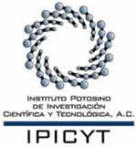 INSTITUTO POTOSINO
DE INVESTIGACIÓN
CIENTÍFICA Y TECNOLÓGICA, A.C.
IPICYT